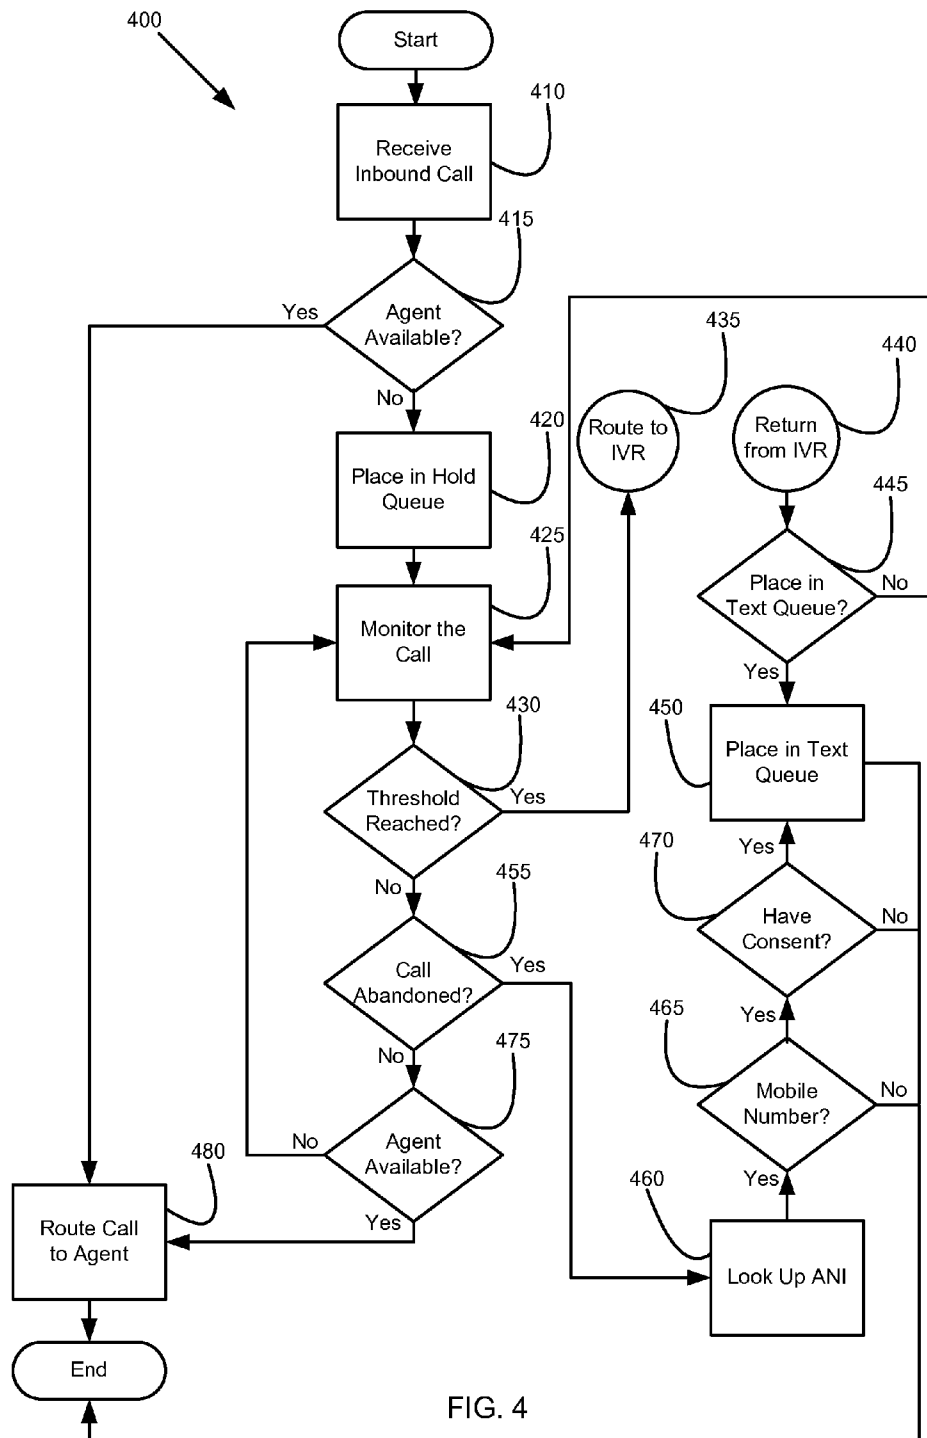 400
Start
410
Receive
Inbound Call
415
Yes
Agent
Available?
435
440
No
420
Route to
IVR
Return
from IVR
Place in Hold
Queue
445
425
Place in
Text Queue?
No
Monitor the
Call
Yes
430
450
Place in Text
Queue
Threshold
Reached?
Yes
470
Yes
No
455
Have
Consent?
No
Call
Abandoned?
Yes
465
Yes
No
475
Mobile
Number?
No
No
Agent
Available?
480
460
Yes
Yes
Route Call
to Agent
Look Up ANI
End
FIG. 4